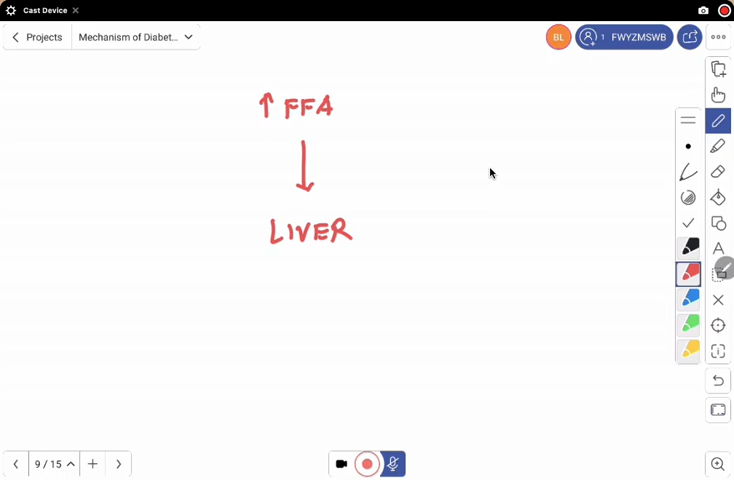 Cast Device
Projects
Mechanism of Diabet...
BL
1 FWYZMSWB
↑ FFA
↓
LIVER
A
9 / 15